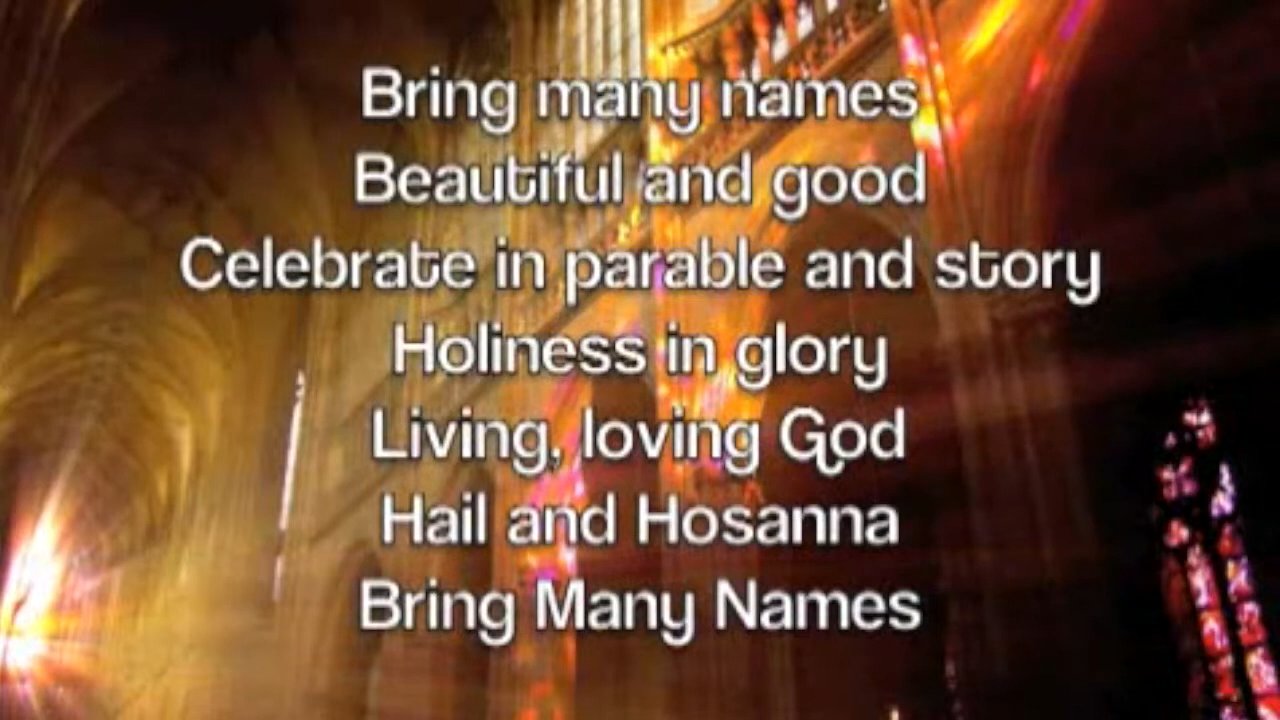 Bring many names
Beautiful and good
Celebrate in parable and story
Holiness in glory
Living, loving God
Hail and Hosanna
Bring Many Names